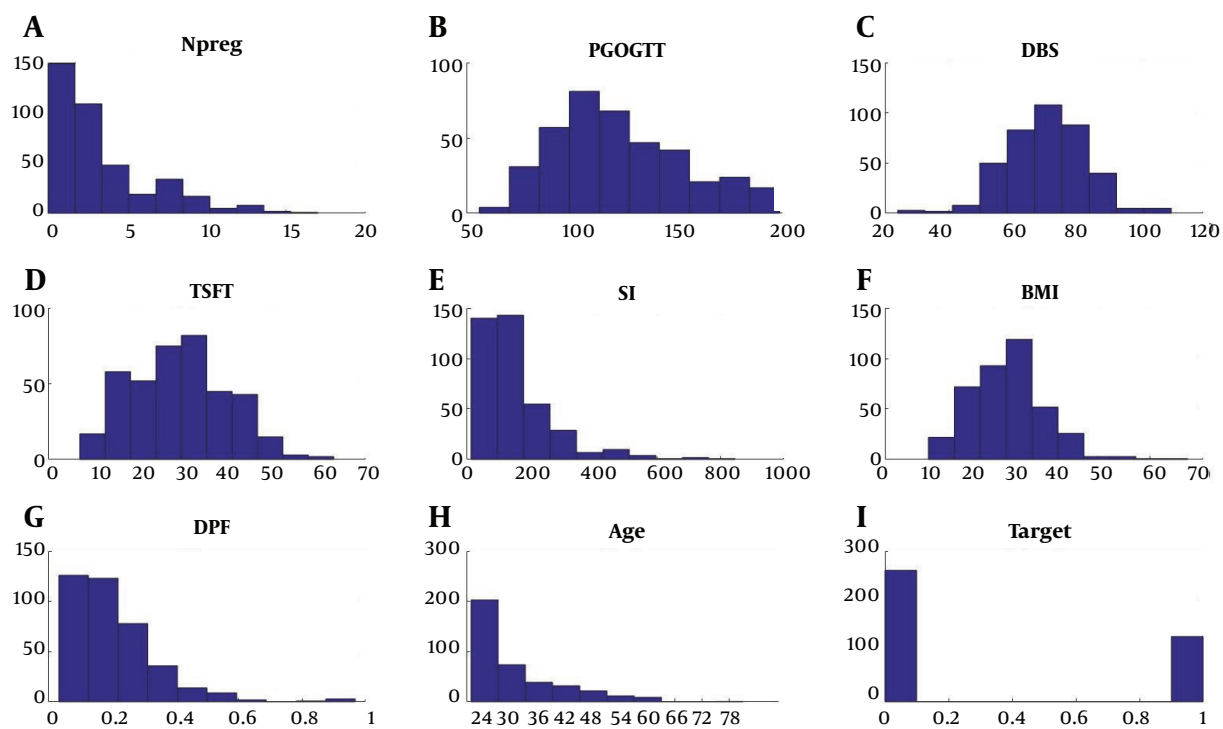 A
Npreg
150
100
50
0
0 5 10 15 20
B
PGOGTT
100
50
0
50 100 150 200
C
DBS
150
100
50
0
20 40 60 80 100 120
D
TSFT
100
50
0
0 10 20 30 40 50 60 70
E
SI
150
100
50
0
0 200 400 600 800 1000
F
BMI
150
100
50
0
0 10 20 30 40 50 60 70
G
DPF
150
100
50
0
0 0.2 0.4 0.6 0.8 1
H
Age
300
200
100
0
24 30 36 42 48 54 60 66 72 78
I
Target
300
200
100
0
0 0.2 0.4 0.6 0.8 1